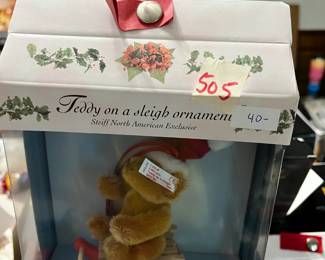 505
Teddy on a sleigh ornament
40-
Steiff North American Exclusive